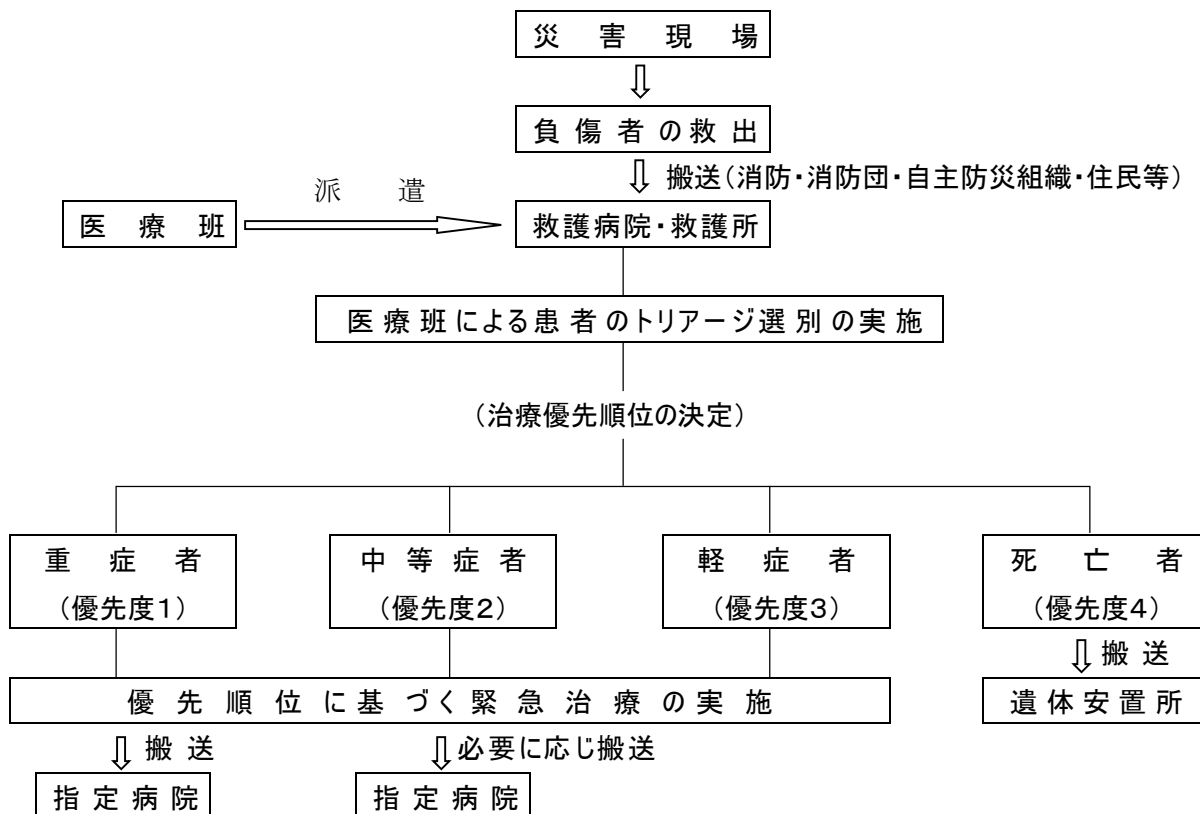 災害現場
負傷者の救出
搬送(消防・消防団・自主防災組織・住民等)
派遣
医療班
救護病院・救護所
医療班による患者のトリアージ選別の実施
(治療優先順位の決定)
重症者
(優先度1)
中等症者
(優先度2)
軽症者
(優先度3)
死亡者
(優先度4)
搬送
優先順位に基づく緊急治療の実施
遺体安置所
搬送
必要に応じ搬送
指定病院
指定病院